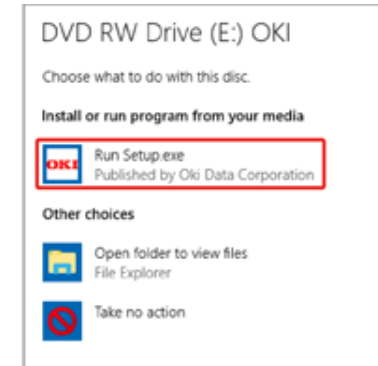 DVD RW Drive (E:) OKI
Choose what to do with this disc.
Install or run program from your media
OKI
Run Setup.exe
Published by Oki Data Corporation
Other choices
Open folder to view files
File Explorer
Take no action